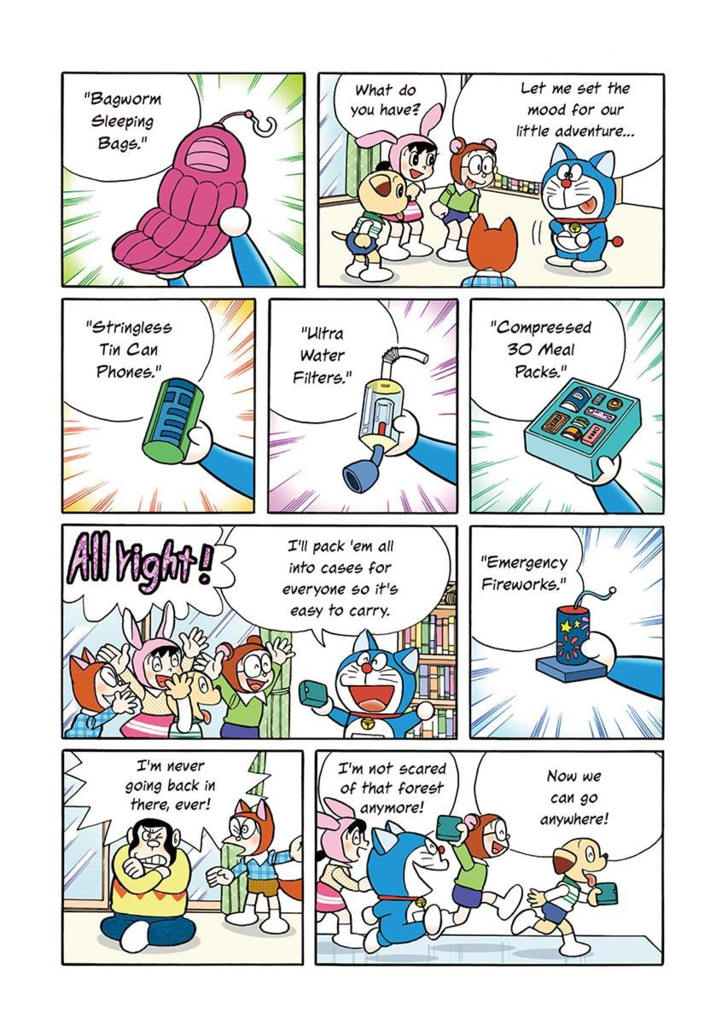 Let me set the
mood for our
little adventure...
What do
you have?
"Bagworm
Sleeping
Bags."
"Compressed
30 Meal
Packs."
"Ultra
Water
Filters."
"Stringless
Tin Can
Phones."
"Emergency
Fireworks."
I'll pack 'em all
into cases for
everyone so it's
easy to carry.
All right!
Now we
can go
anywhere!
I'm not scared
of that forest
anymore!
I'm never
going back in
there, ever!